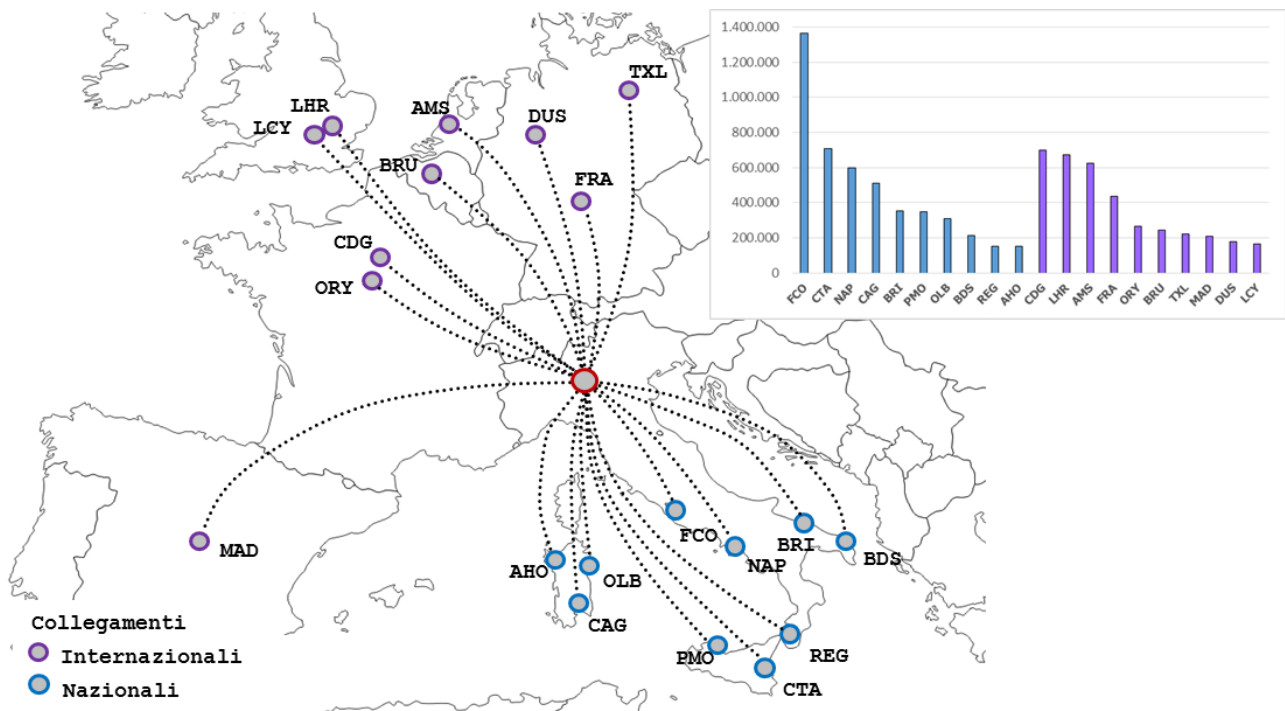 TXL
LHR
AMS
LCY
DUS
BRU
FRA
CDG
ORY
MAD
FCO
NAP
BRI
BDS
AHO
OLB
CAG
PMO
REG
CTA
Collegamenti
Internazionali
Nazionali
1.400.000
1.200.000
1.000.000
800.000
600.000
400.000
200.000
0
FCO CTA NAP CAG BRI PMO OLB BDS REG AHO CDG LHR AMS FRA ORY BRU TXL MAD DUS LCY